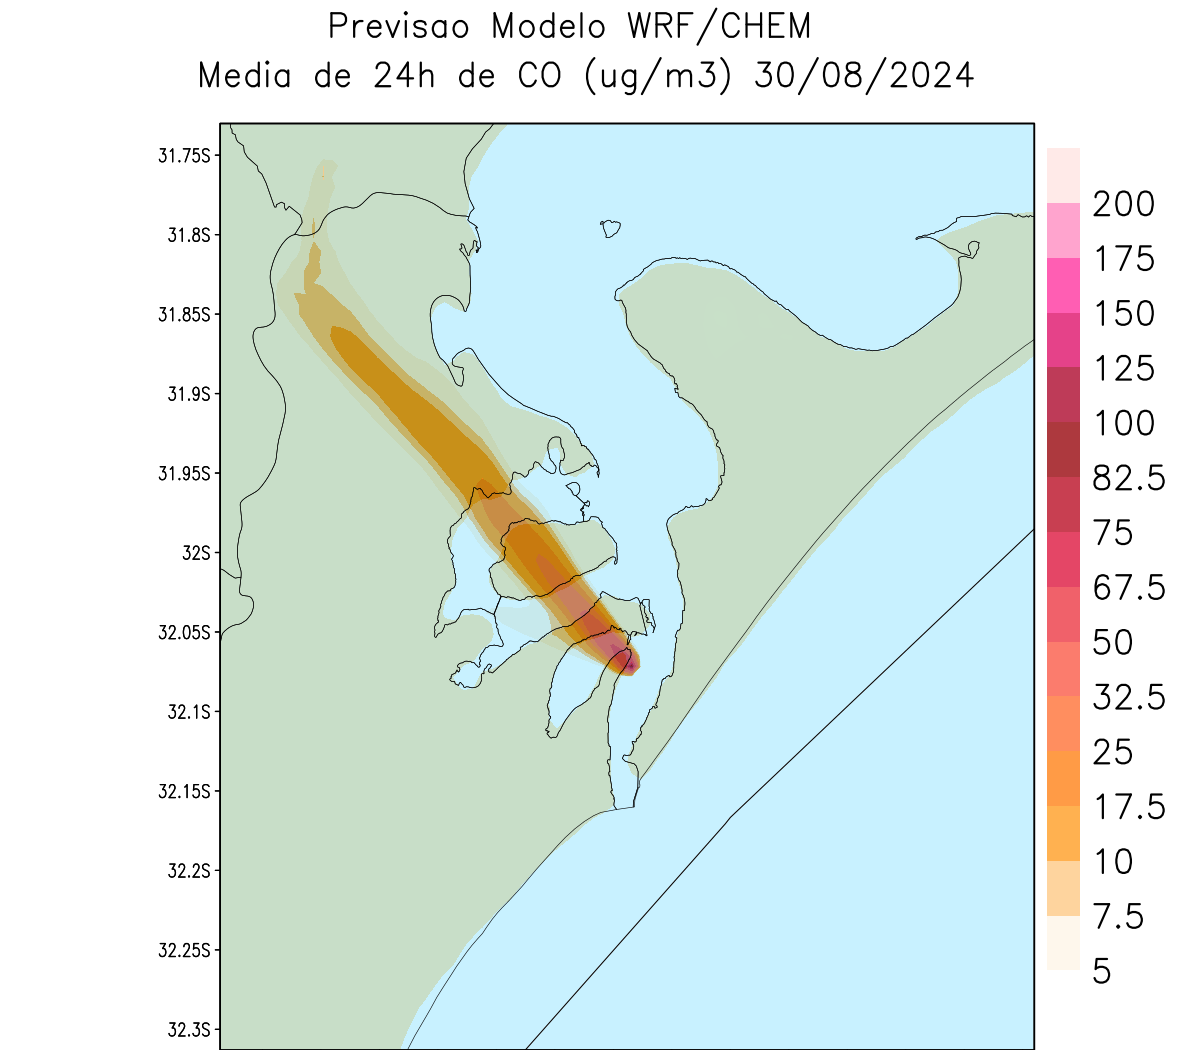 Previsao Modelo WRF/CHEM
Media de 24h de CO (ug/m3) 30/08/2024
31.75S
31.8S
31.85S
31.9S
31.95S
32S
32.05S
32.1S
32.15S
32.2S
32.25S
32.3S
200
175
150
125
100
82.5
75
67.5
50
32.5
25
17.5
10
7.5
5